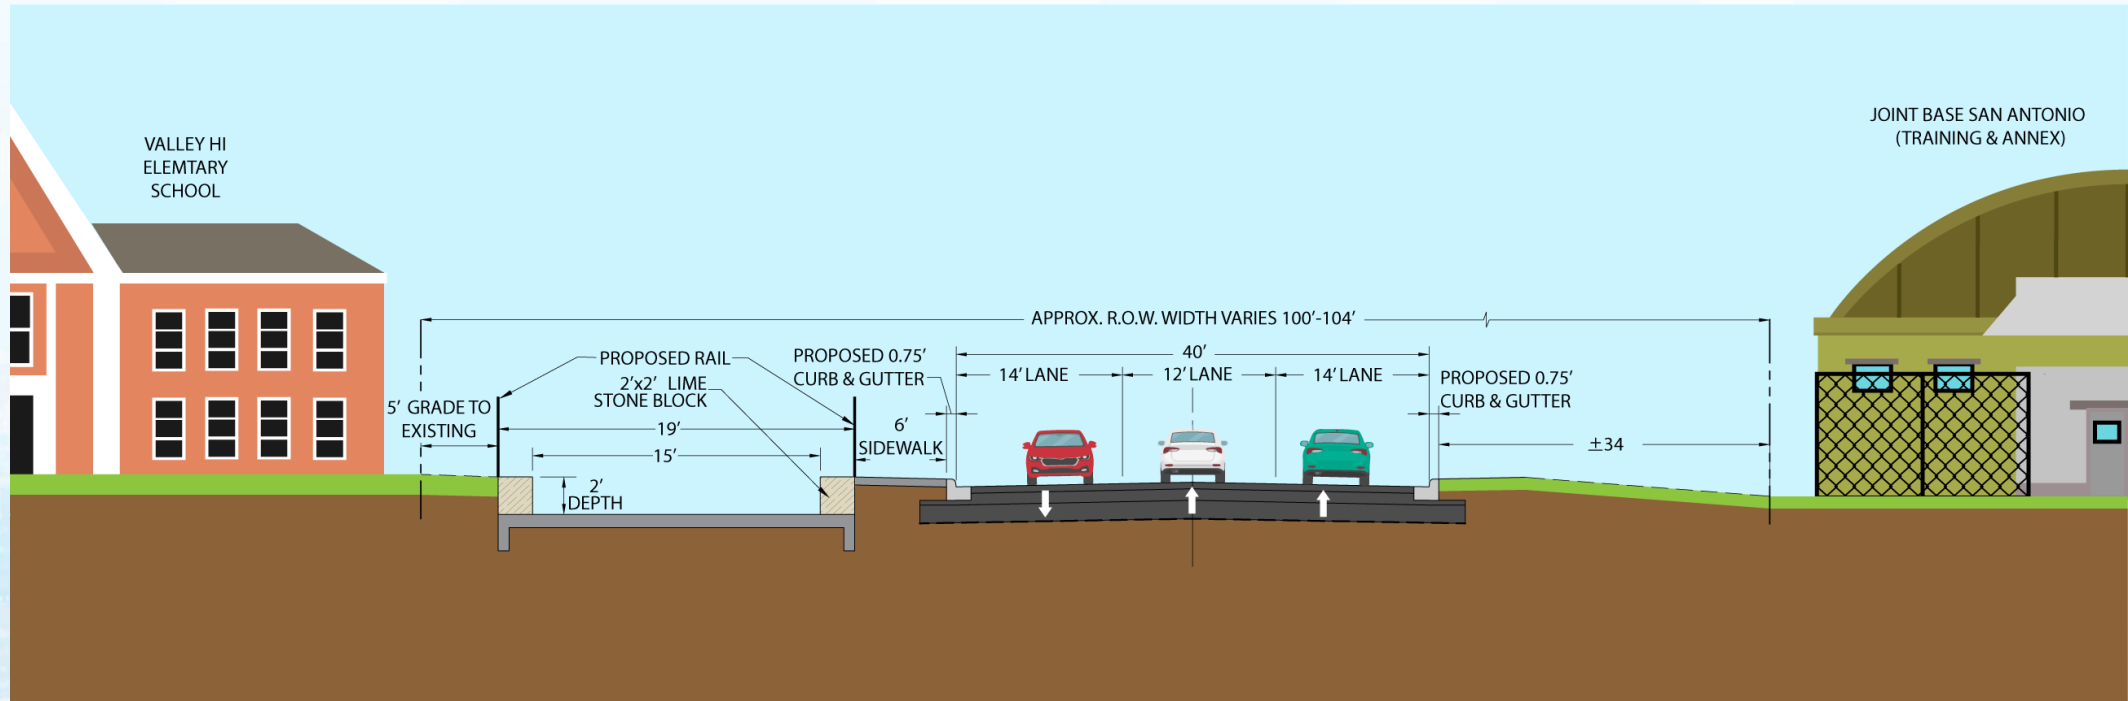 VALLEY HI
ELEMTARY
SCHOOL
JOINT BASE SAN ANTONIO
(TRAINING & ANNEX)
APPROX. R.O.W. WIDTH VARIES 100'-104'
PROPOSED RAIL
2'x2' LIME
STONE BLOCK
PROPOSED 0.75'
CURB & GUTTER
40'
14' LANE
12' LANE
14' LANE
PROPOSED 0.75'
CURB & GUTTER
5' GRADE TO
EXISTING
19'
15'
6'
SIDEWALK
±34
2'
DEPTH